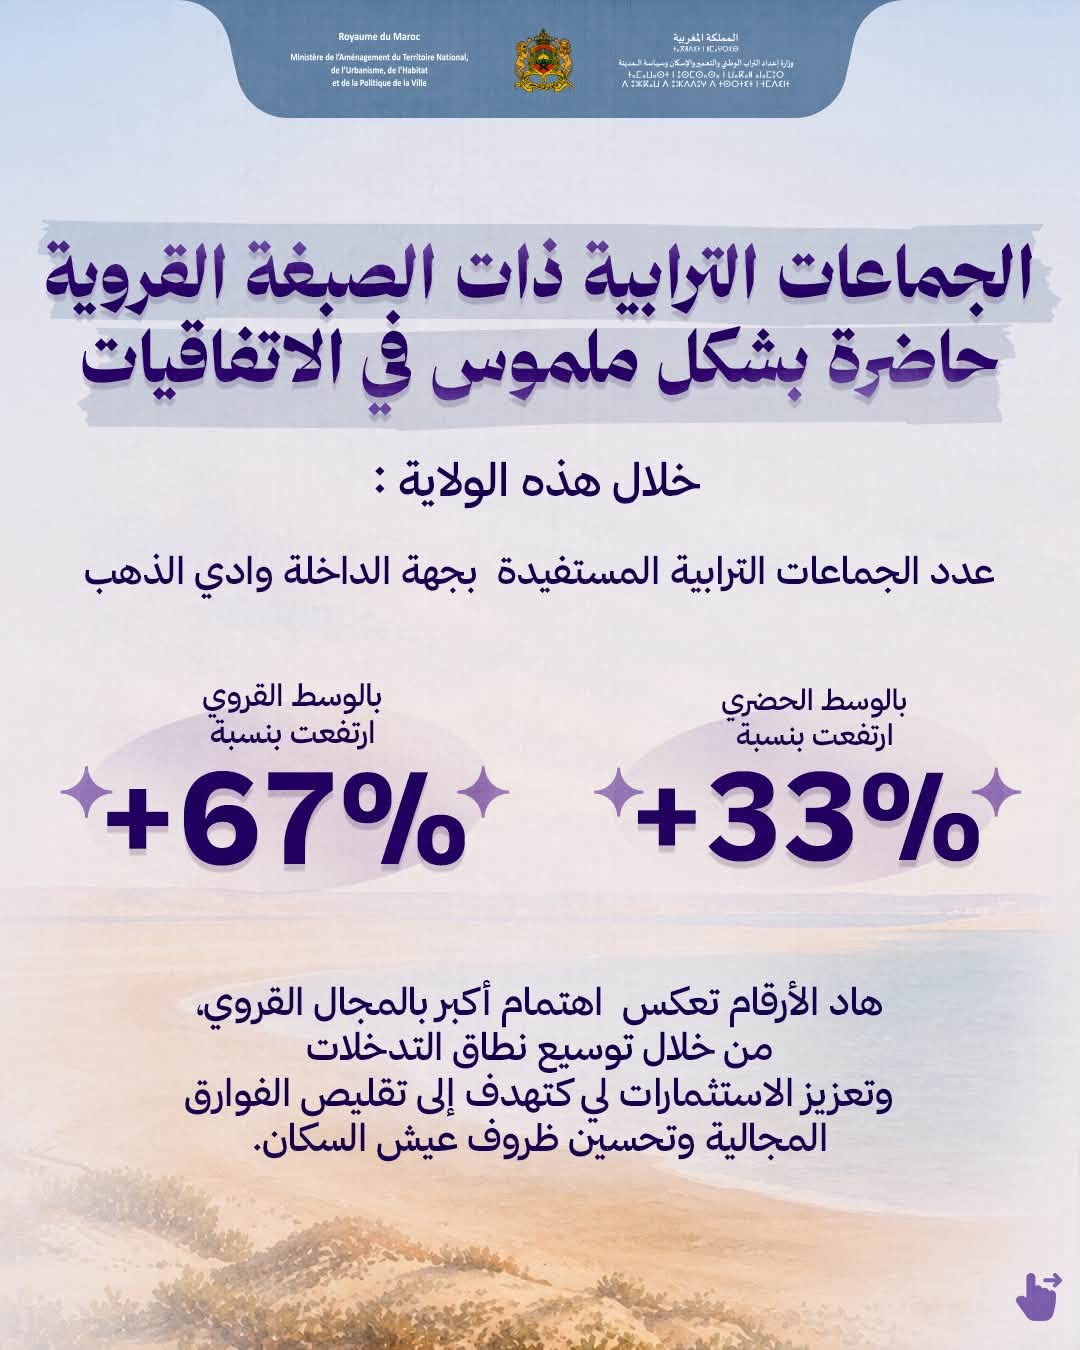 Royaume du Maroc
Ministère de l'Aménagement du Territoire National,
de l'Urbanisme, de l'Habitat
et de la Politique de la Ville
المملكة المغربية
وزارة إعداد التراب الوطني والتعمير والإسكان وسياسة المدينة
الجماعات الترابية ذات الصبغة القروية
حاضرة بشكل ملموس في الاتفاقيات
خلال هذه الولاية :
عدد الجماعات الترابية المستفيدة بجهة الداخلة وادي الذهب
بالوسط الحضري
ارتفعت بنسبة
+33%
بالوسط القروي
ارتفعت بنسبة
+67%
هاد الأرقام تعكس اهتمام أكبر بالمجال القروي،
من خلال توسيع نطاق التدخلات
وتعزيز الاستثمارات لي كتهدف إلى تقليص الفوارق
المجالية وتحسين ظروف عيش السكان.